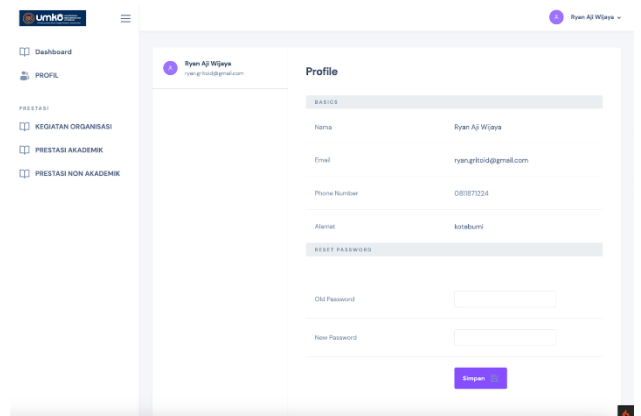 umkö
Ryan Aji Wijaya
Dashboard
PROFIL
PRESTASI
KEGIATAN ORGANISASI
PRESTASI AKADEMIK
PRESTASI NON AKADEMIK
Ryan Aji Wijaya
ryan.gritoid@gmail.com
Profile
BASICS
Nama
Ryan Aji Wijaya
Email
ryan.gritoid@gmail.com
Phone Number
0811871224
Alamat
kotabumi
RESET PASSWORD
Old Password
New Password
Simpan